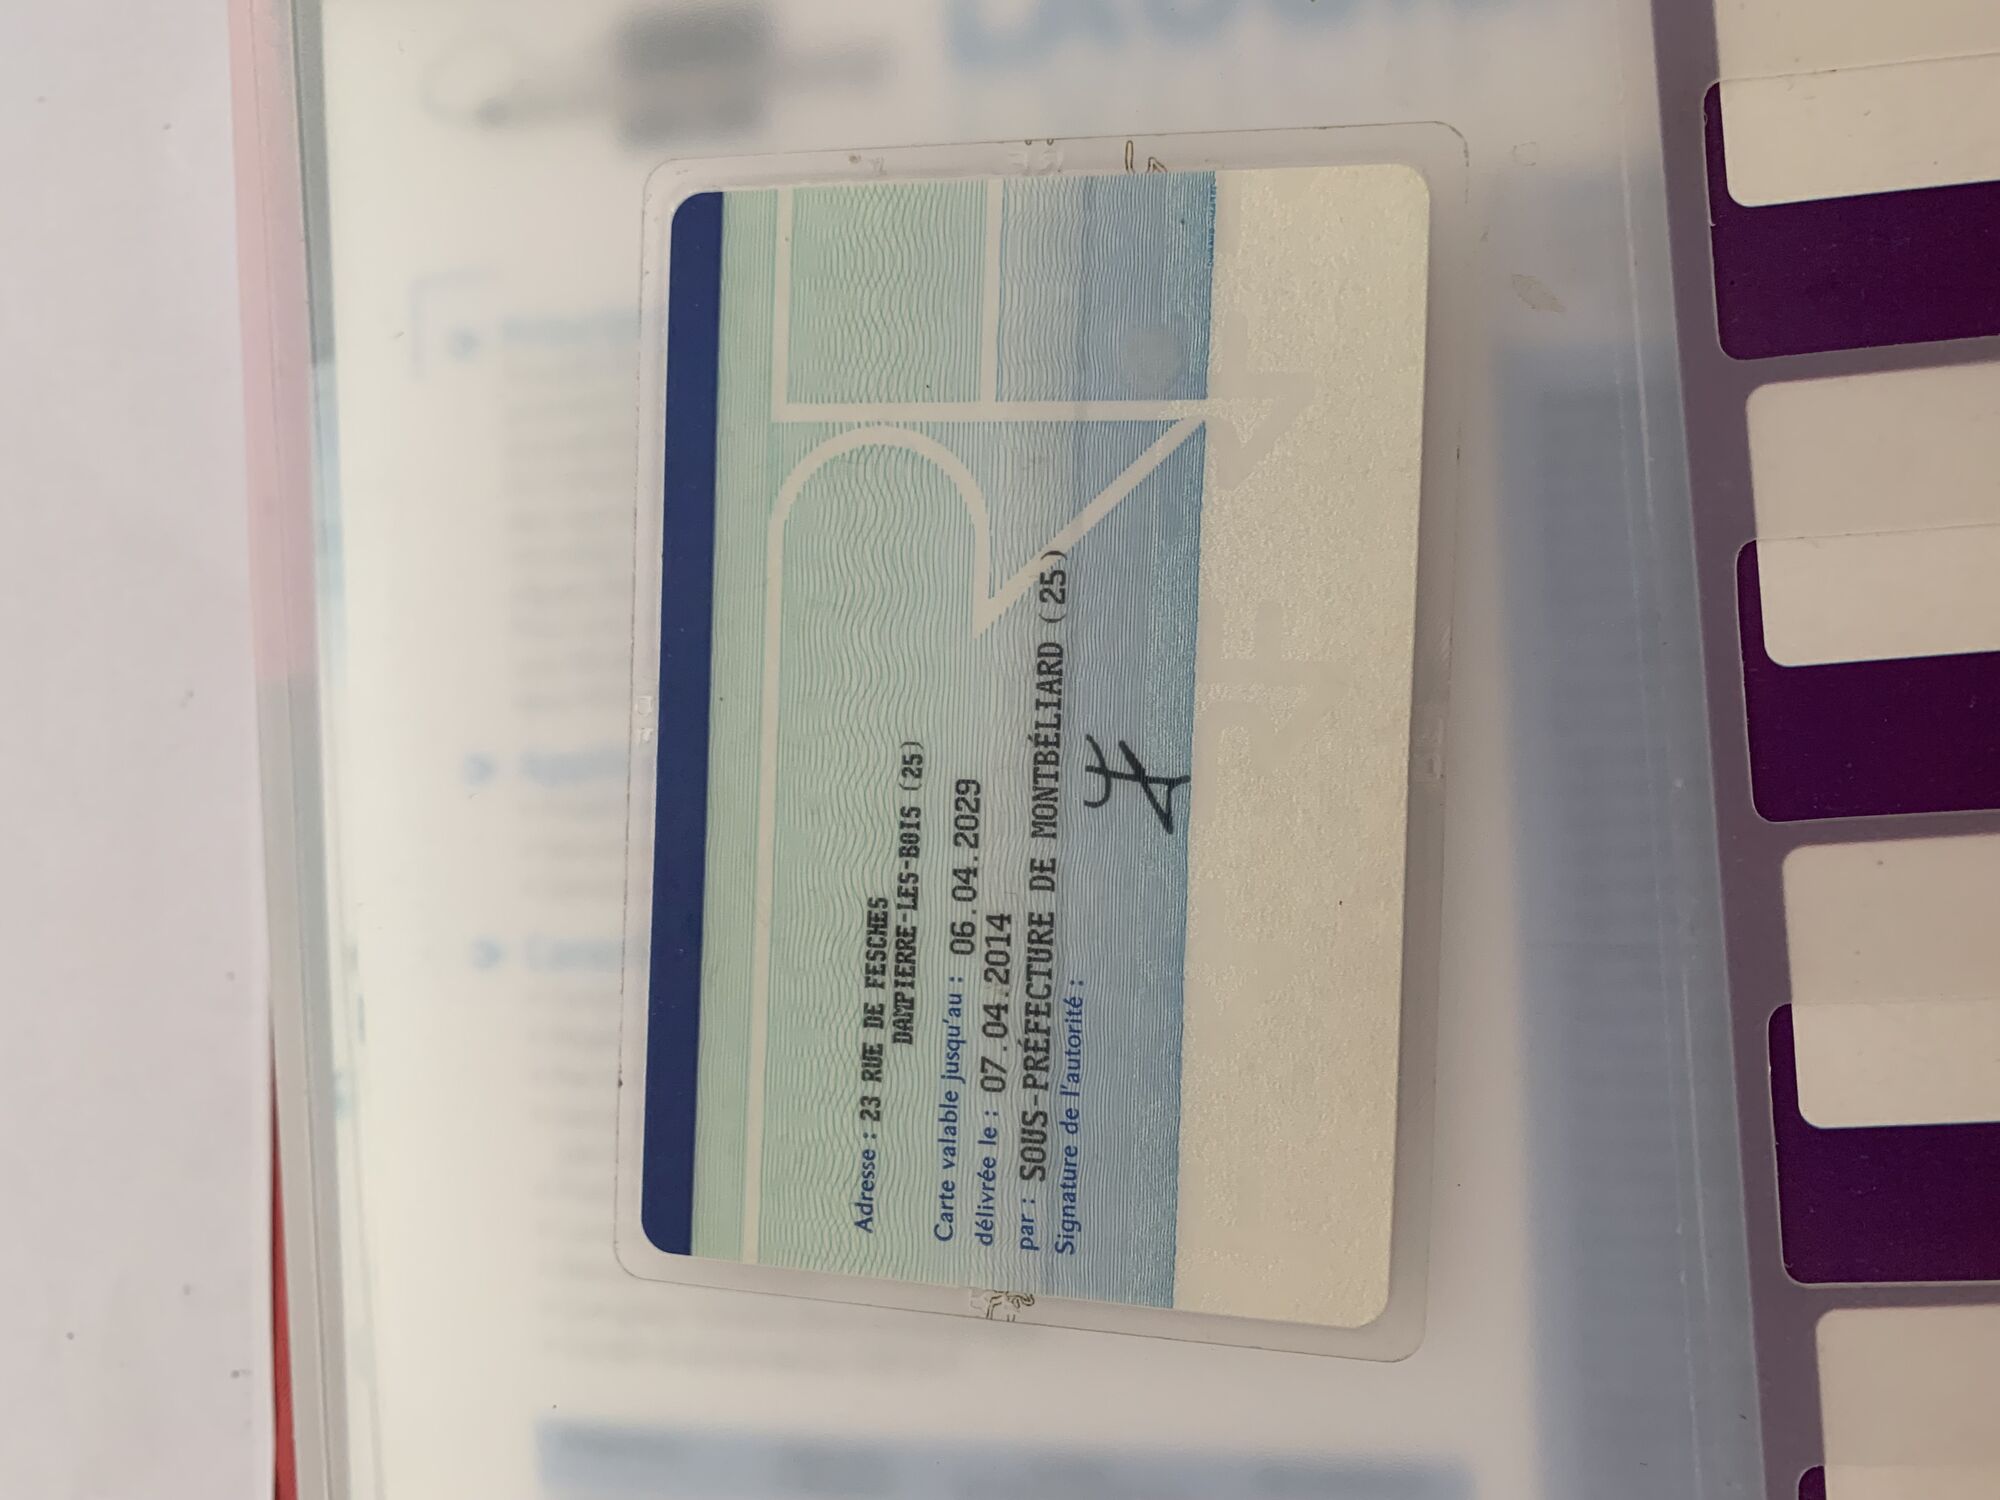 Adresse : 23 RUE DE FESCHES
DAMPIERRE-LES-BOIS (25)
Carte valable jusqu'au : 06.04.2029
délivrée le : 07.04.2014
par : SOUS-PRÉFECTURE DE MONTBÉLIARD (25)
Signature de l'autorité :
RF